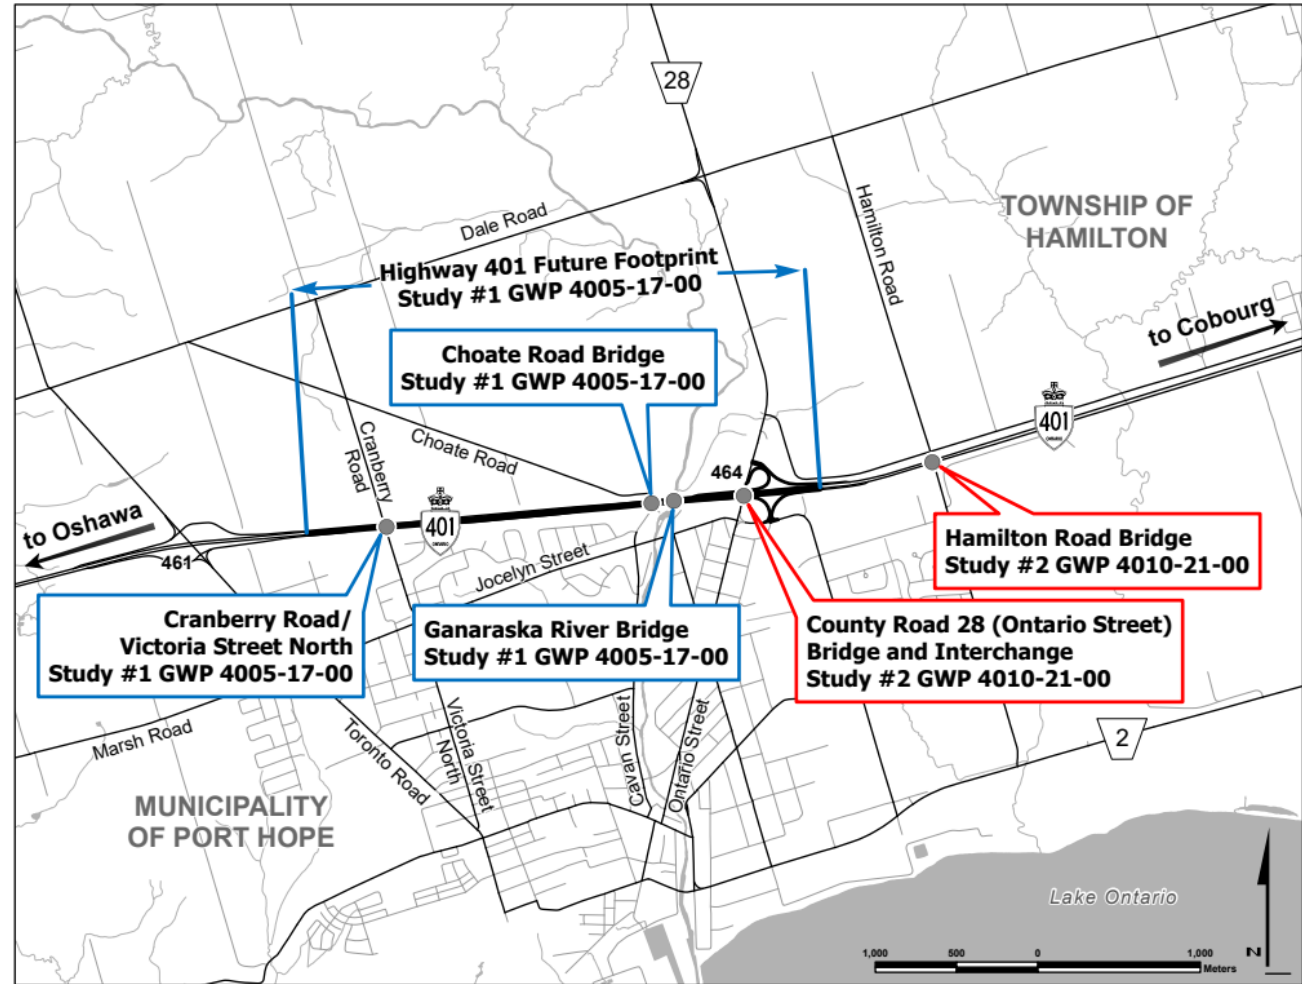 28
Dale Road
Hamilton Road
TOWNSHIP OF
HAMILTON
Highway 401 Future Footprint
Study #1 GWP 4005-17-00
to Cobourg
Choate Road Bridge
Study #1 GWP 4005-17-00
401
ONTARIO
Cranberry
Road
Choate Road
464
401
ONTARIO
to Oshawa
461
Jocelyn Street
Hamilton Road Bridge
Study #2 GWP 4010-21-00
Cranberry Road/
Victoria Street North
Study #1 GWP 4005-17-00
Ganaraska River Bridge
Study #1 GWP 4005-17-00
County Road 28 (Ontario Street)
Bridge and Interchange
Study #2 GWP 4010-21-00
Marsh Road
Toronto Road
Victoria Street
North
Cavan Street
Ontario Street
2
MUNICIPALITY
OF PORT HOPE
Lake Ontario
1,000 500 0 1,000
Meters
N